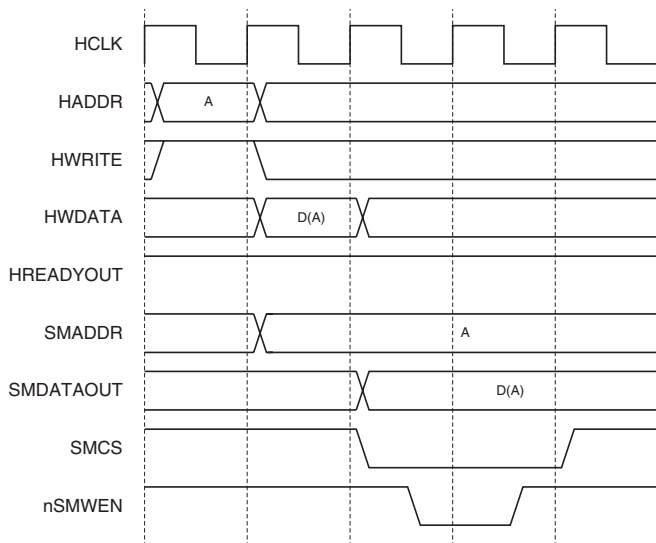 HCLK
HADDR A
HWRITE
HWDATA D(A)
HREADYOUT
SMADDR A
SMDATAOUT D(A)
SMCS
nSMWEN